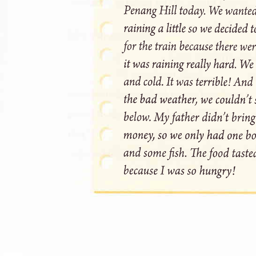 Penang Hill today. We wanted
raining a little so we decided t
for the train because there wer
it was raining really hard. We
and cold. It was terrible! And
the bad weather, we couldn't s
below. My father didn't bring
money, so we only had one bo
and some fish. The food taste
because I was so hungry!